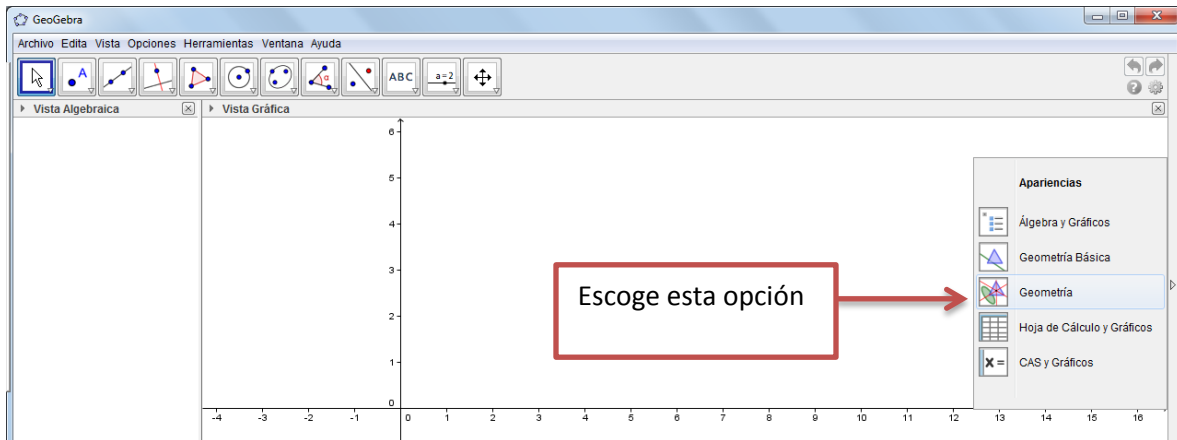 GeoGebra
Archivo Edita Vista Opciones Herramientas Ventana Ayuda
A
α
ABC
a=2
Vista Algebraica
Vista Gráfica
Apariencias
Álgebra y Gráficos
Geometría Básica
Geometría
Hoja de Cálculo y Gráficos
X=
CAS y Gráficos
Escoge esta opción
6
5
4
3
2
1
0
-4 -3 -2 -1 0 1 2 3 4 5 6 7 8 9 10 11 12 13 14 15 16